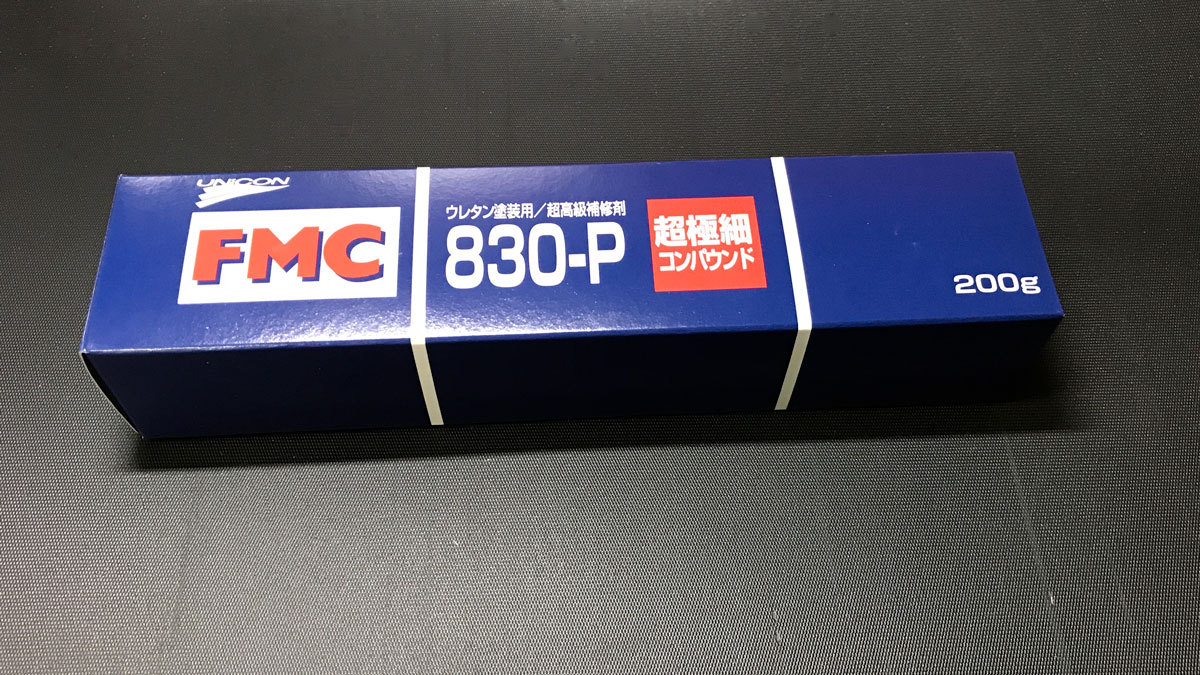 UNICON
FMC
ウレタン塗装用/超高級補修剤
830-P
超極細
コンパウンド
200g